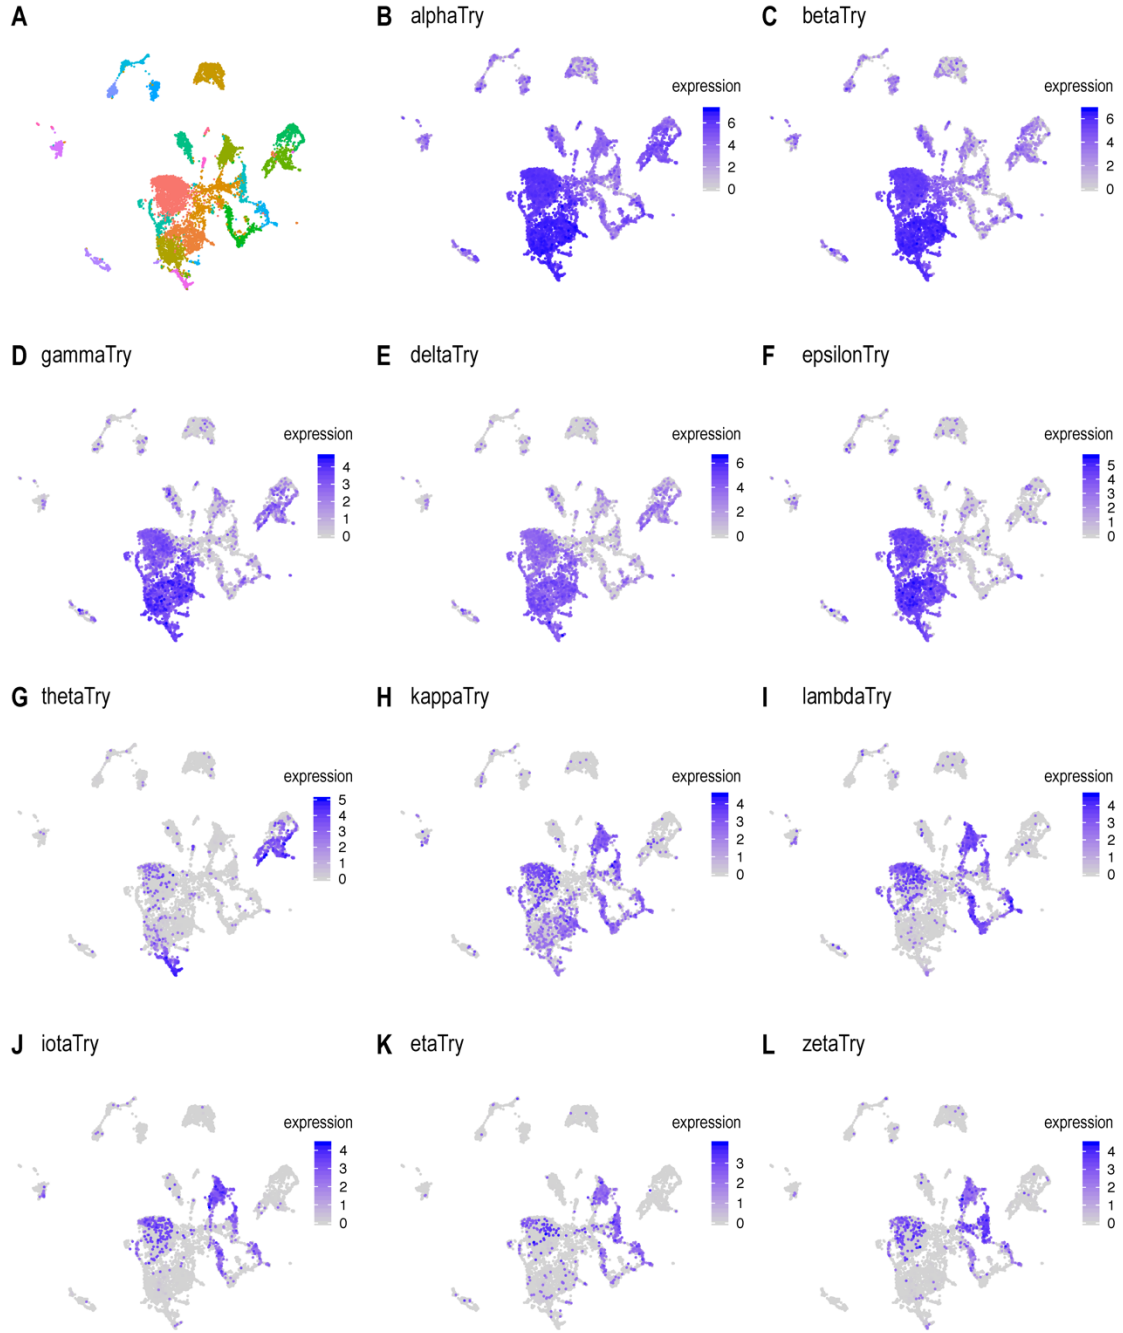 A
B alphaTry
C betaTry
expression
6
4
2
0
expression
6
4
2
0
D gammaTry
E deltaTry
F epsilonTry
expression
4
3
2
1
0
expression
6
4
2
0
expression
5
4
3
2
1
0
G thetaTry
H kappaTry
I lambdaTry
expression
5
4
3
2
1
0
expression
4
3
2
1
0
expression
4
3
2
1
0
J iotaTry
K etaTry
L zetaTry
expression
4
3
2
1
0
expression
3
2
1
0
expression
4
3
2
1
0